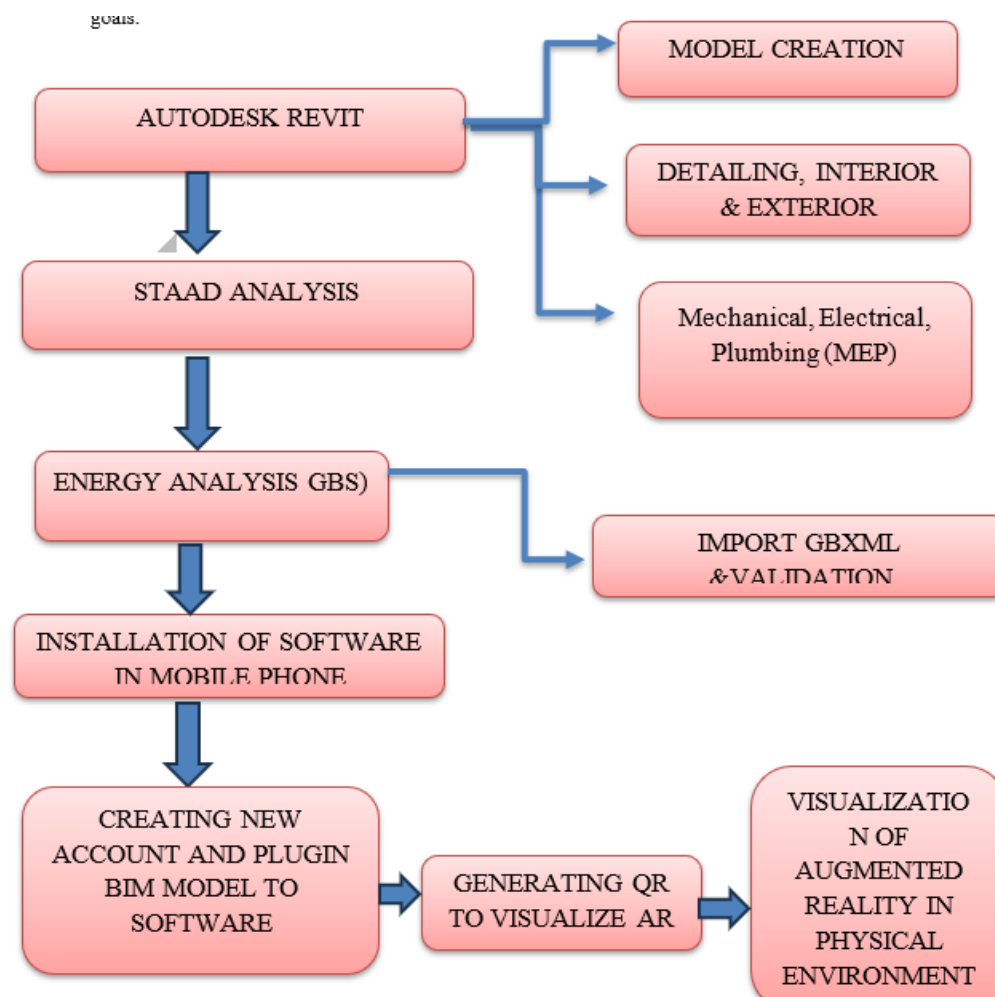 goals.
MODEL CREATION
AUTODESK REVIT
DETAILING, INTERIOR
& EXTERIOR
STAAD ANALYSIS
Mechanical, Electrical,
Plumbing (MEP)
ENERGY ANALYSIS GBS)
IMPORT GBXML
&VALIDATION
INSTALLATION OF SOFTWARE
IN MOBILE PHONE
CREATING NEW
ACCOUNT AND PLUGIN
BIM MODEL TO
SOFTWARE
GENERATING QR
TO VISUALIZE AR
VISUALIZATIO
N OF
AUGMENTED
REALITY IN
PHYSICAL
ENVIRONMENT